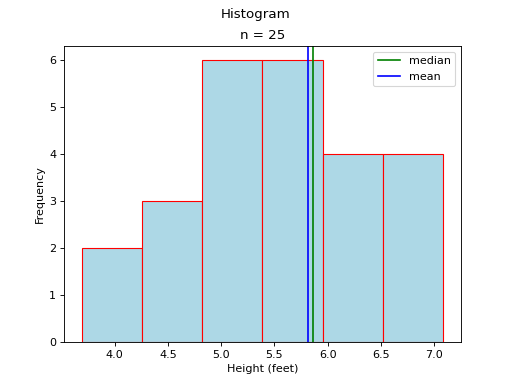 Histogram
n = 25
median
mean
6
5
4
3
2
1
0
Frequency
4.0 4.5 5.0 5.5 6.0 6.5 7.0
Height (feet)